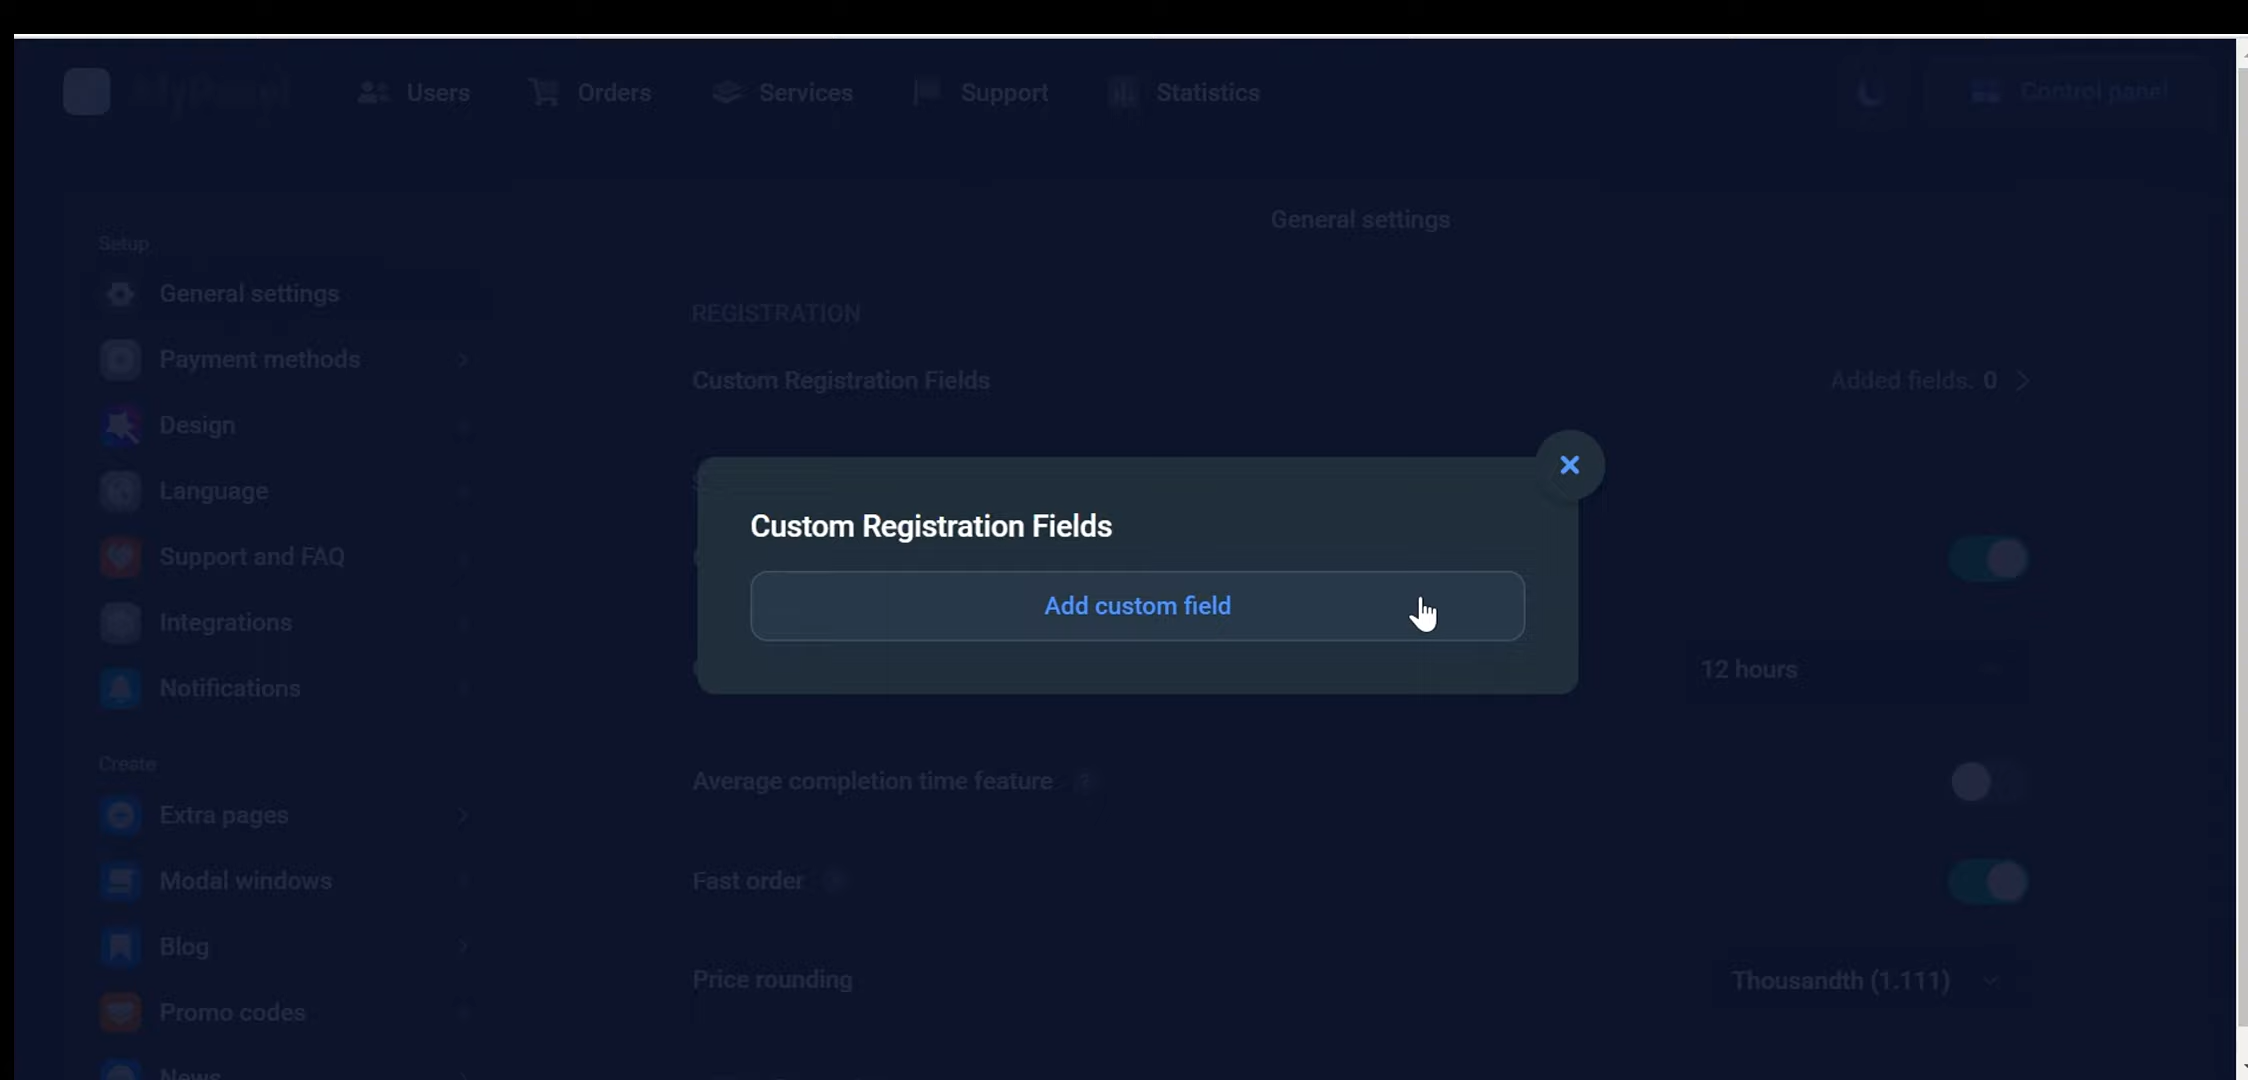 MyPanel
Users
Orders
Services
Support
Statistics
Control panel
General settings
Setup
General settings
Payment methods
Design
Language
Support and FAQ
Integrations
Notifications
Create
Extra pages
Modal windows
Blog
Promo codes
News
REGISTRATION
Custom Registration Fields
Added fields: 0
Custom Registration Fields
Add custom field
12 hours
Average completion time feature
Fast order
Price rounding
Thousandth (1.111)